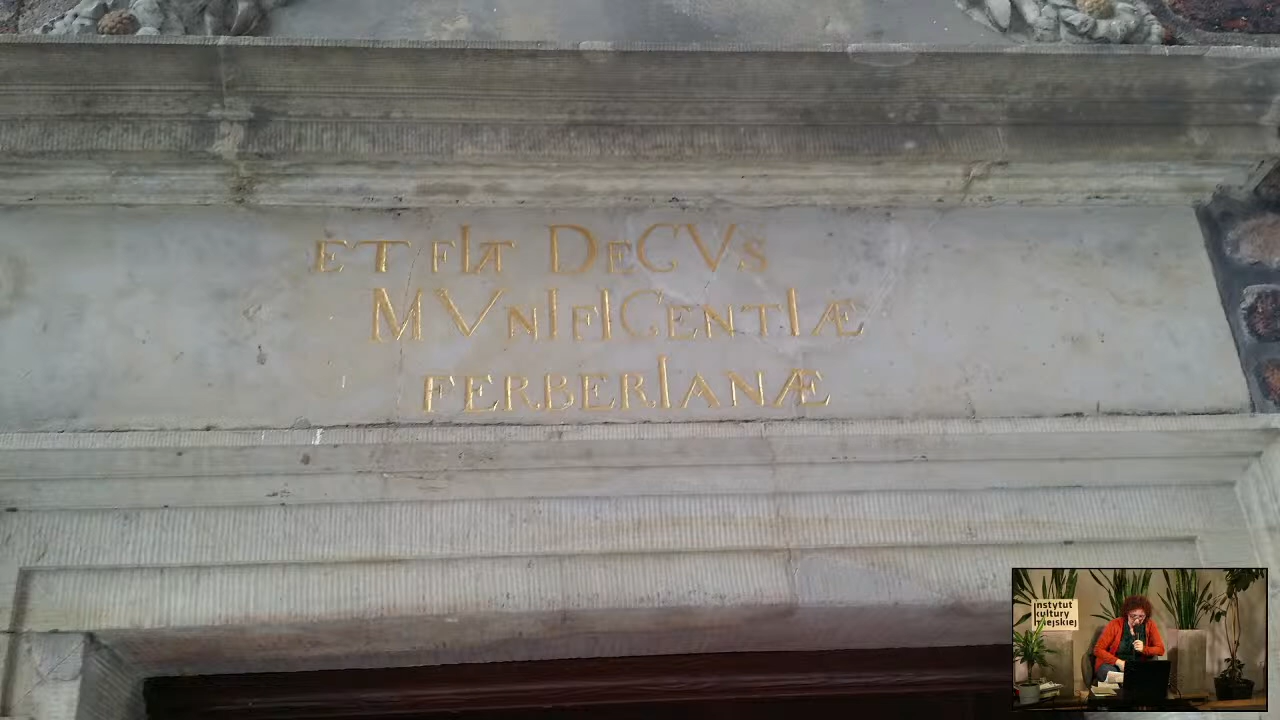 ET FIAT DECVS
MVNIFICENTIÆ
FERBERIANÆ
instytut
kultury
miejskiej